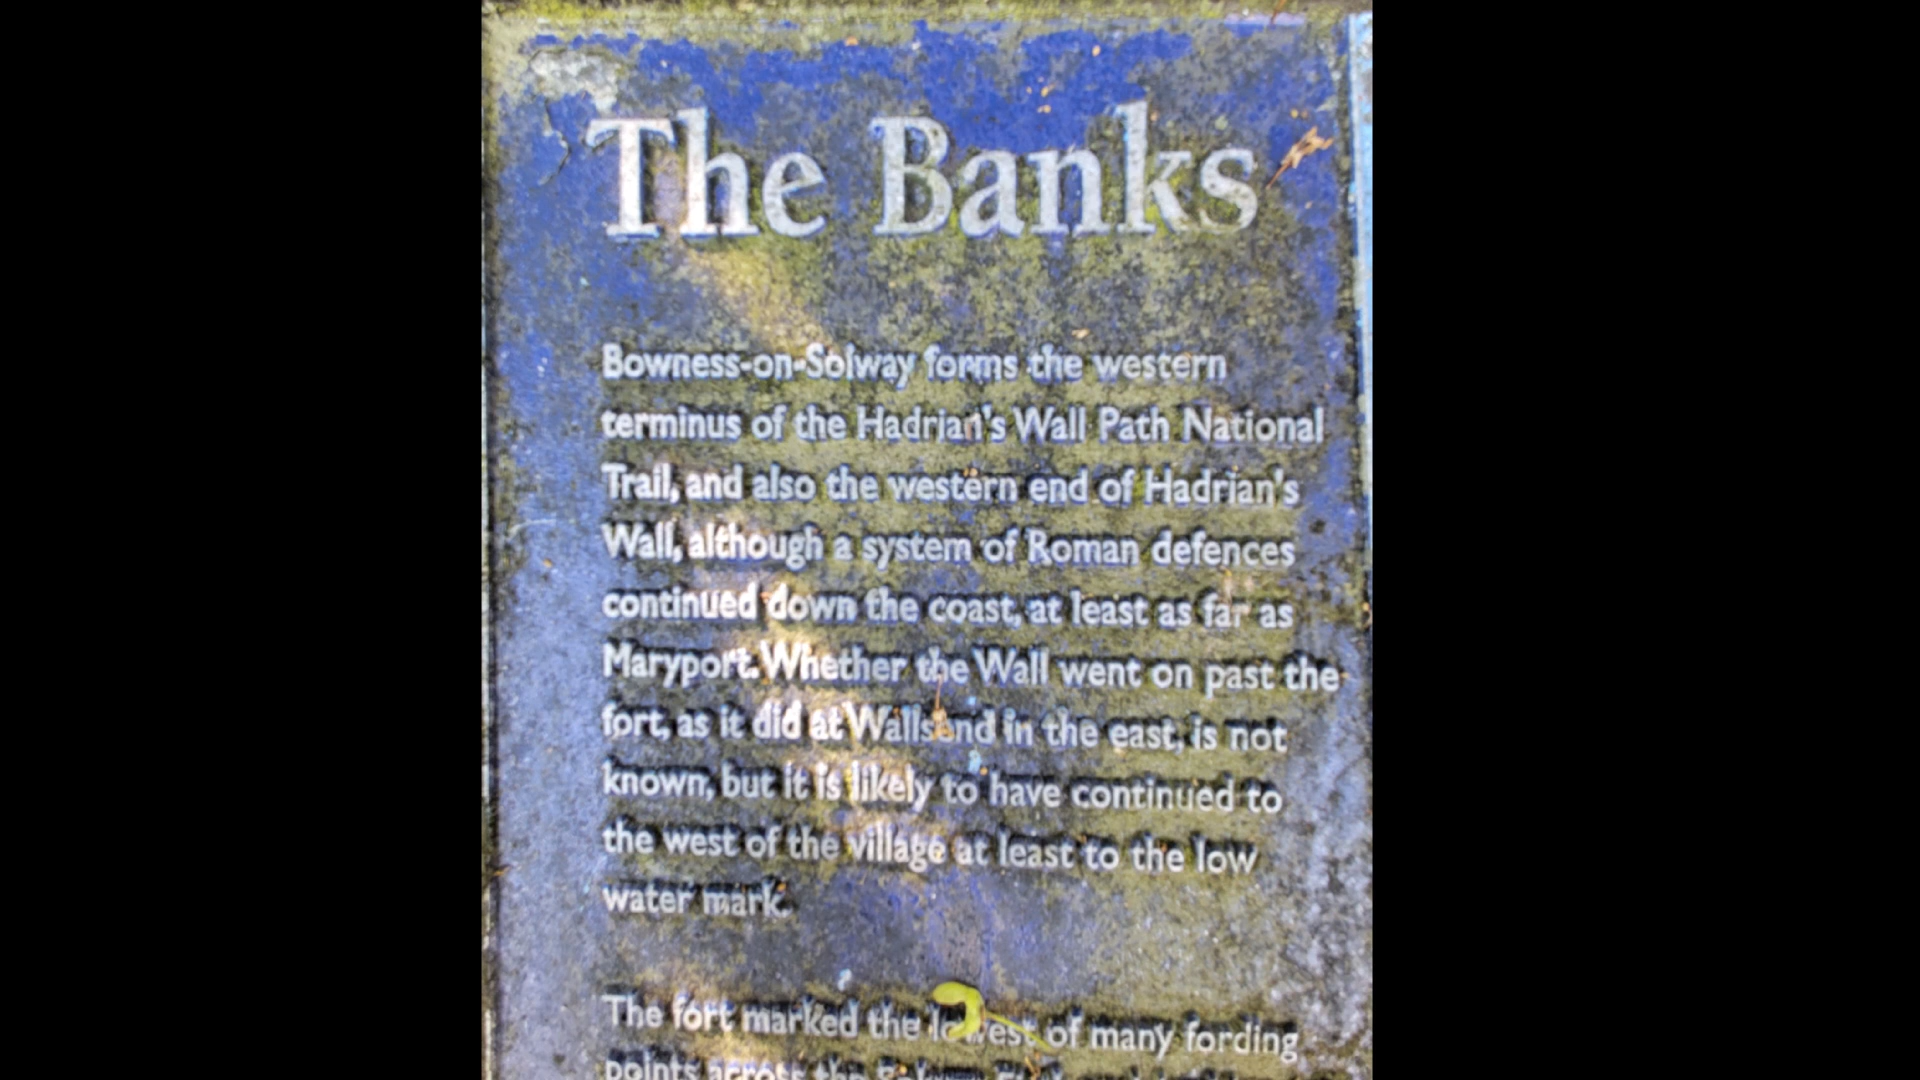 The Banks
Bowness-on-Solway forms the western
terminus of the Hadrian's Wall Path National
Trail, and also the western end of Hadrian's
Wall, although a system of Roman defences
continued down the coast, at least as far as
Maryport. Whether the Wall went on past the
fort, as it did at Wallsend in the east, is not
known, but it is likely to have continued to
the west of the village at least to the low
water mark.
The fort marked the lowest of many fording
points across the